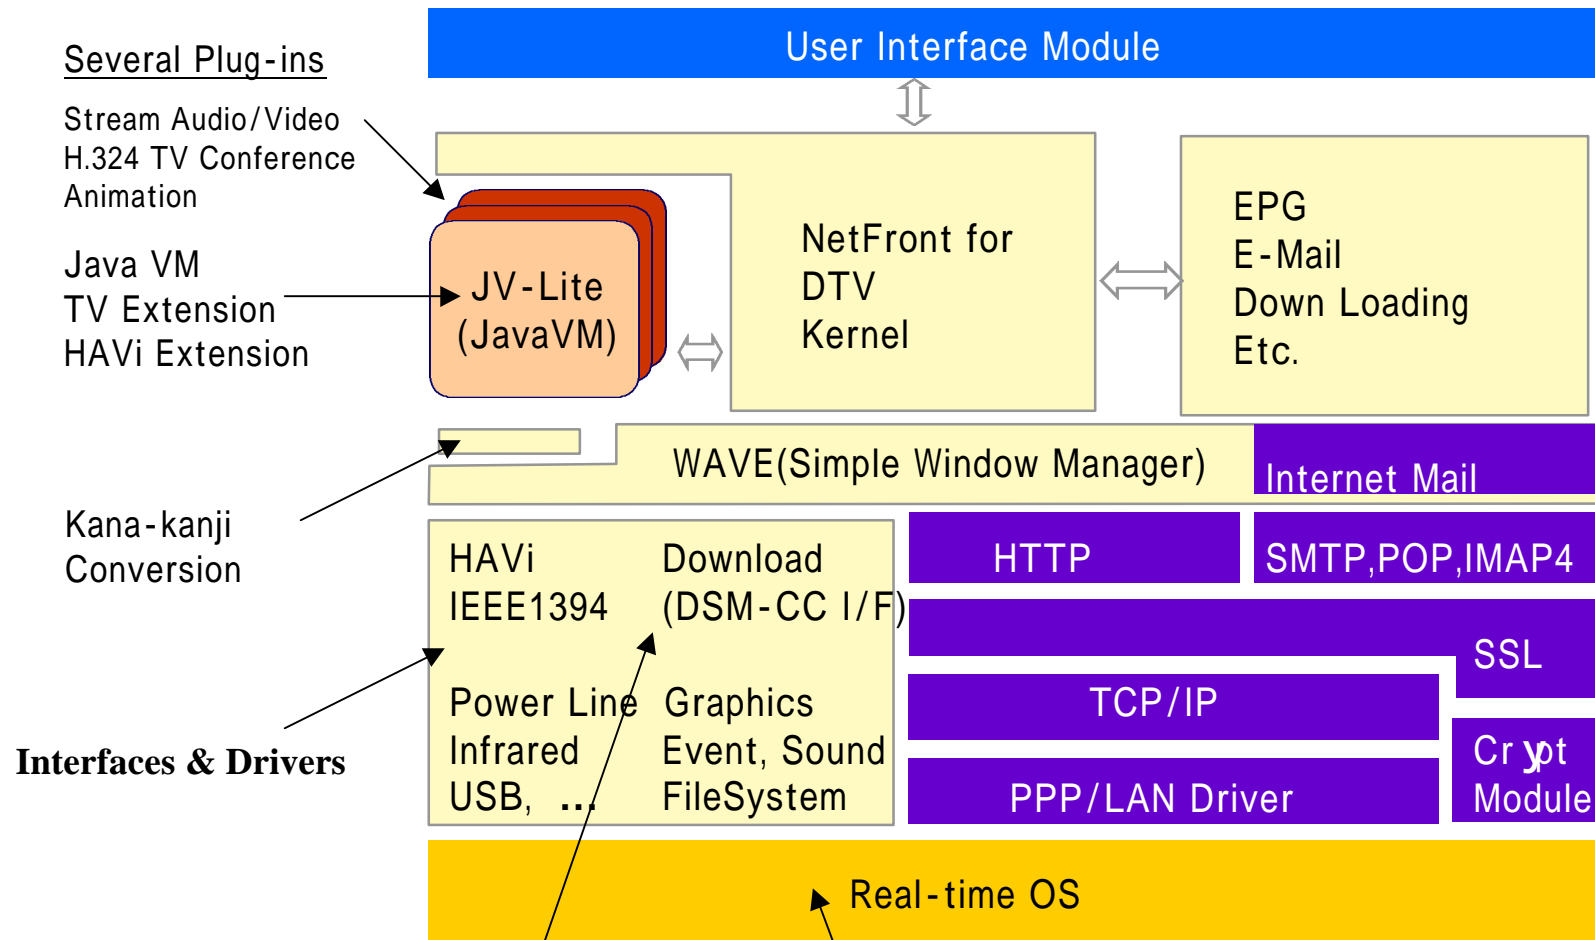 User Interface Module
Several Plug-ins
Stream Audio/Video
H.324 TV Conference
Animation
Java VM
TV Extension
HAVi Extension
JV-Lite
(JavaVM)
NetFront for
DTV
Kernel
EPG
E-Mail
Down Loading
Etc.
WAVE(Simple Window Manager)
Internet Mail
Kana-kanji
Conversion
HAVi
IEEE1394
Download
(DSM-CC I/F)
HTTP
SMTP,POP,IMAP4
SSL
TCP/IP
Power Line
Infrared
USB, ...
Graphics
Event, Sound
FileSystem
Interfaces & Drivers
PPP/LAN Driver
Crypt
Module
Real-time OS